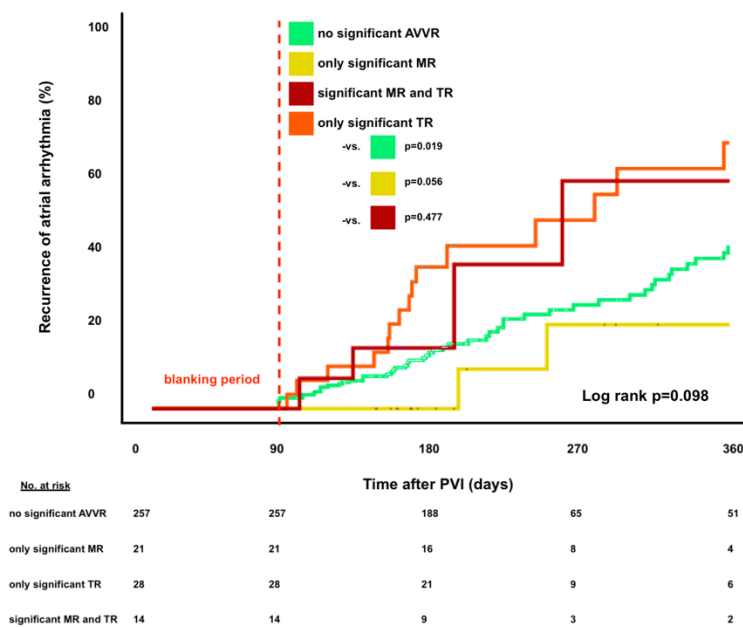 Recurrence of atrial arrhythmia (%)
100
80
60
40
20
0
no significant AVVR
only significant MR
significant MR and TR
only significant TR
-vs. p=0.019
-vs. p=0.056
-vs. p=0.477
blanking period
Log rank p=0.098
0 90 180 270 360
Time after PVI (days)
No. at risk
no significant AVVR 257 257 188 65 51
only significant MR 21 21 16 8 4
only significant TR 28 28 21 9 6
significant MR and TR 14 14 9 3 2